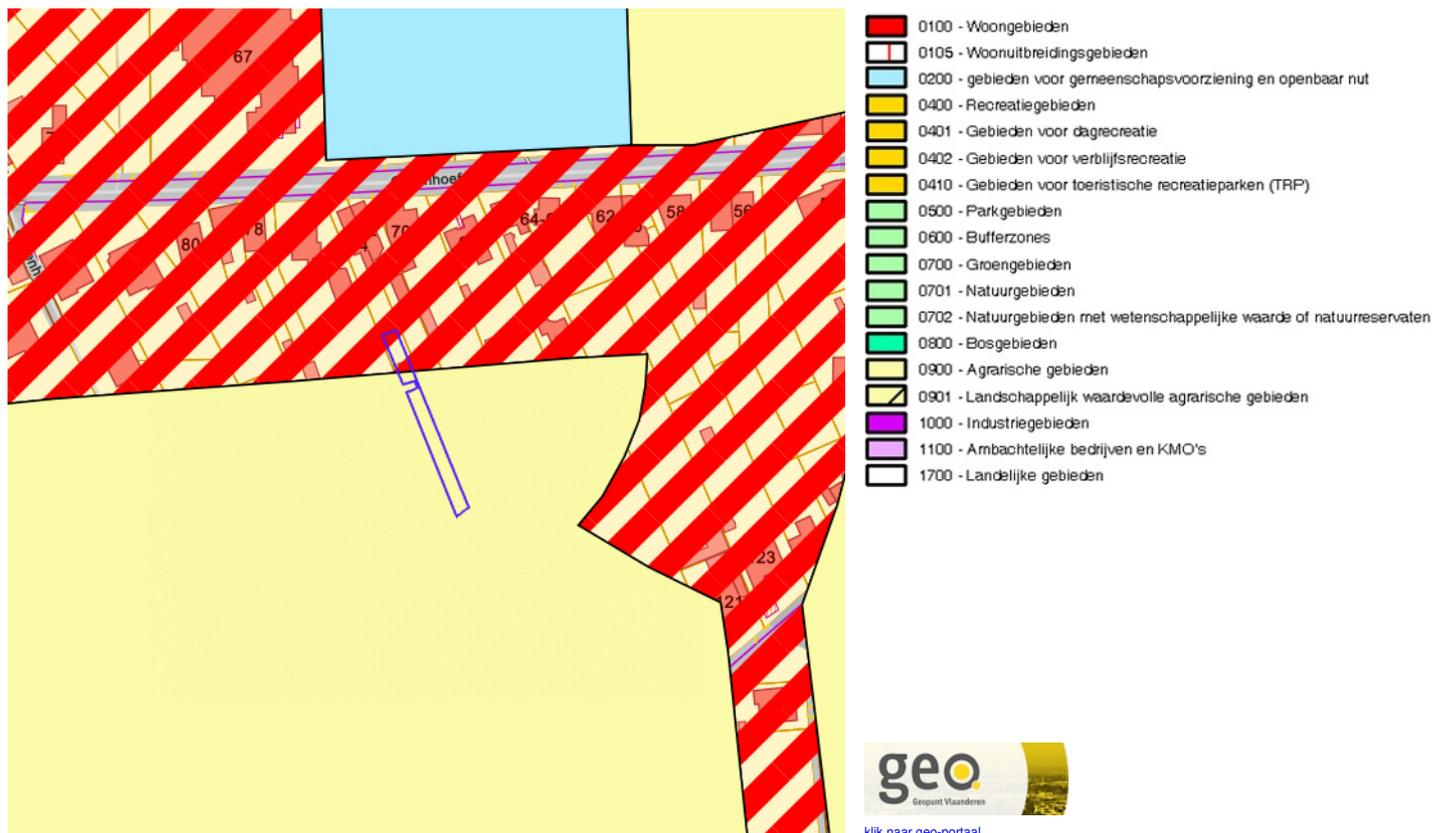 67
80
78
70
64-
62
58
56
23
121
0100 - Woongebieden
0105 - Woonuitbreidingsgebieden
0200 - gebieden voor gemeenschapsvoorziening en openbaar nut
0400 - Recreatiegebieden
0401 - Gebieden voor dagrecreatie
0402 - Gebieden voor verblijfsrecreatie
0410 - Gebieden voor toeristische recreatieparken (TRP)
0500 - Parkgebieden
0600 - Bufferzones
0700 - Groengebieden
0701 - Natuurgebieden
0702 - Natuurgebieden met wetenschappelijke waarde of natuurreservaten
0800 - Bosgebieden
0900 - Agrarische gebieden
0901 - Landschappelijk waardevolle agrarische gebieden
1000 - Industriegebieden
1100 - Ambachtelijke bedrijven en KMO's
1700 - Landelijke gebieden
geo
Geopunt Vlaanderen
klik naar geo-portaal